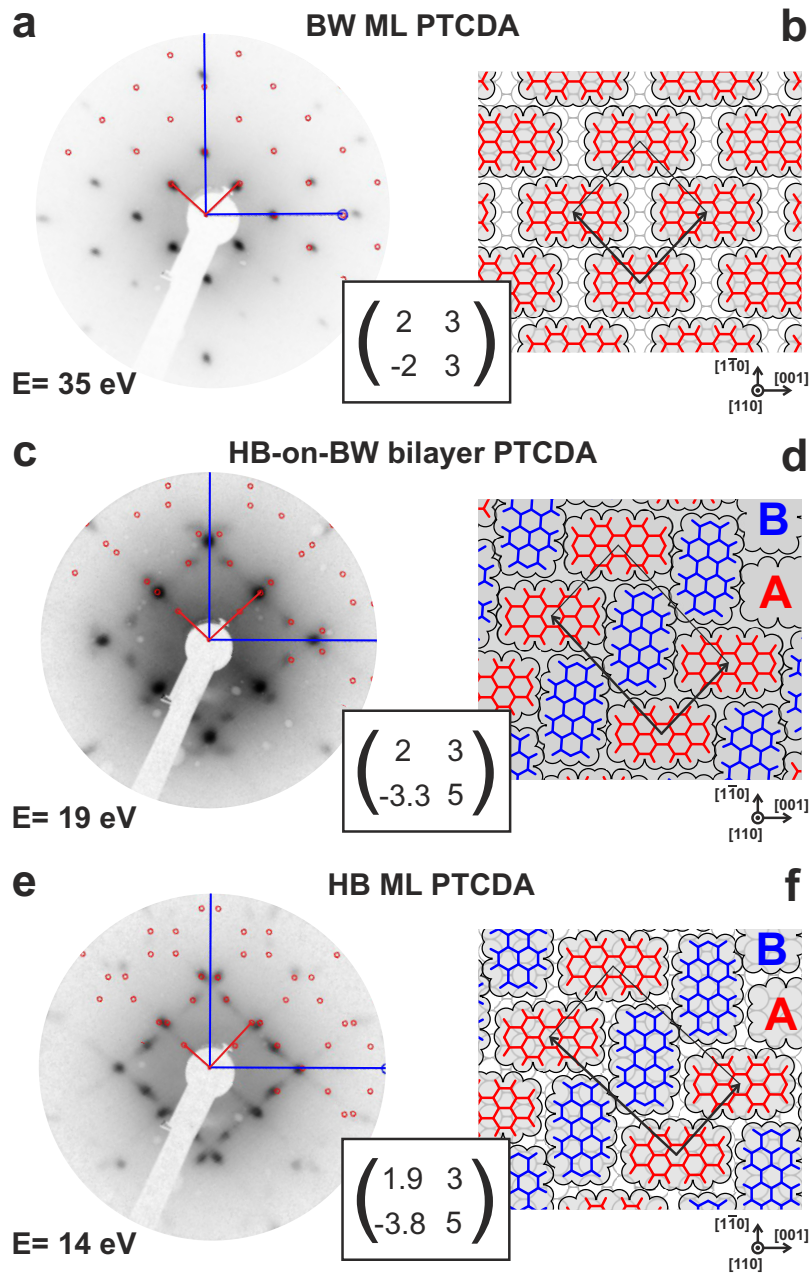 a
BW ML PTCDA
b
2 3
-2 3
E= 35 eV
[11̅0]
[001]
[110]
c
HB-on-BW bilayer PTCDA
d
B
A
2 3
-3.3 5
E= 19 eV
[11̅0]
[001]
[110]
e
HB ML PTCDA
f
B
A
1.9 3
-3.8 5
E= 14 eV
[11̅0]
[001]
[110]